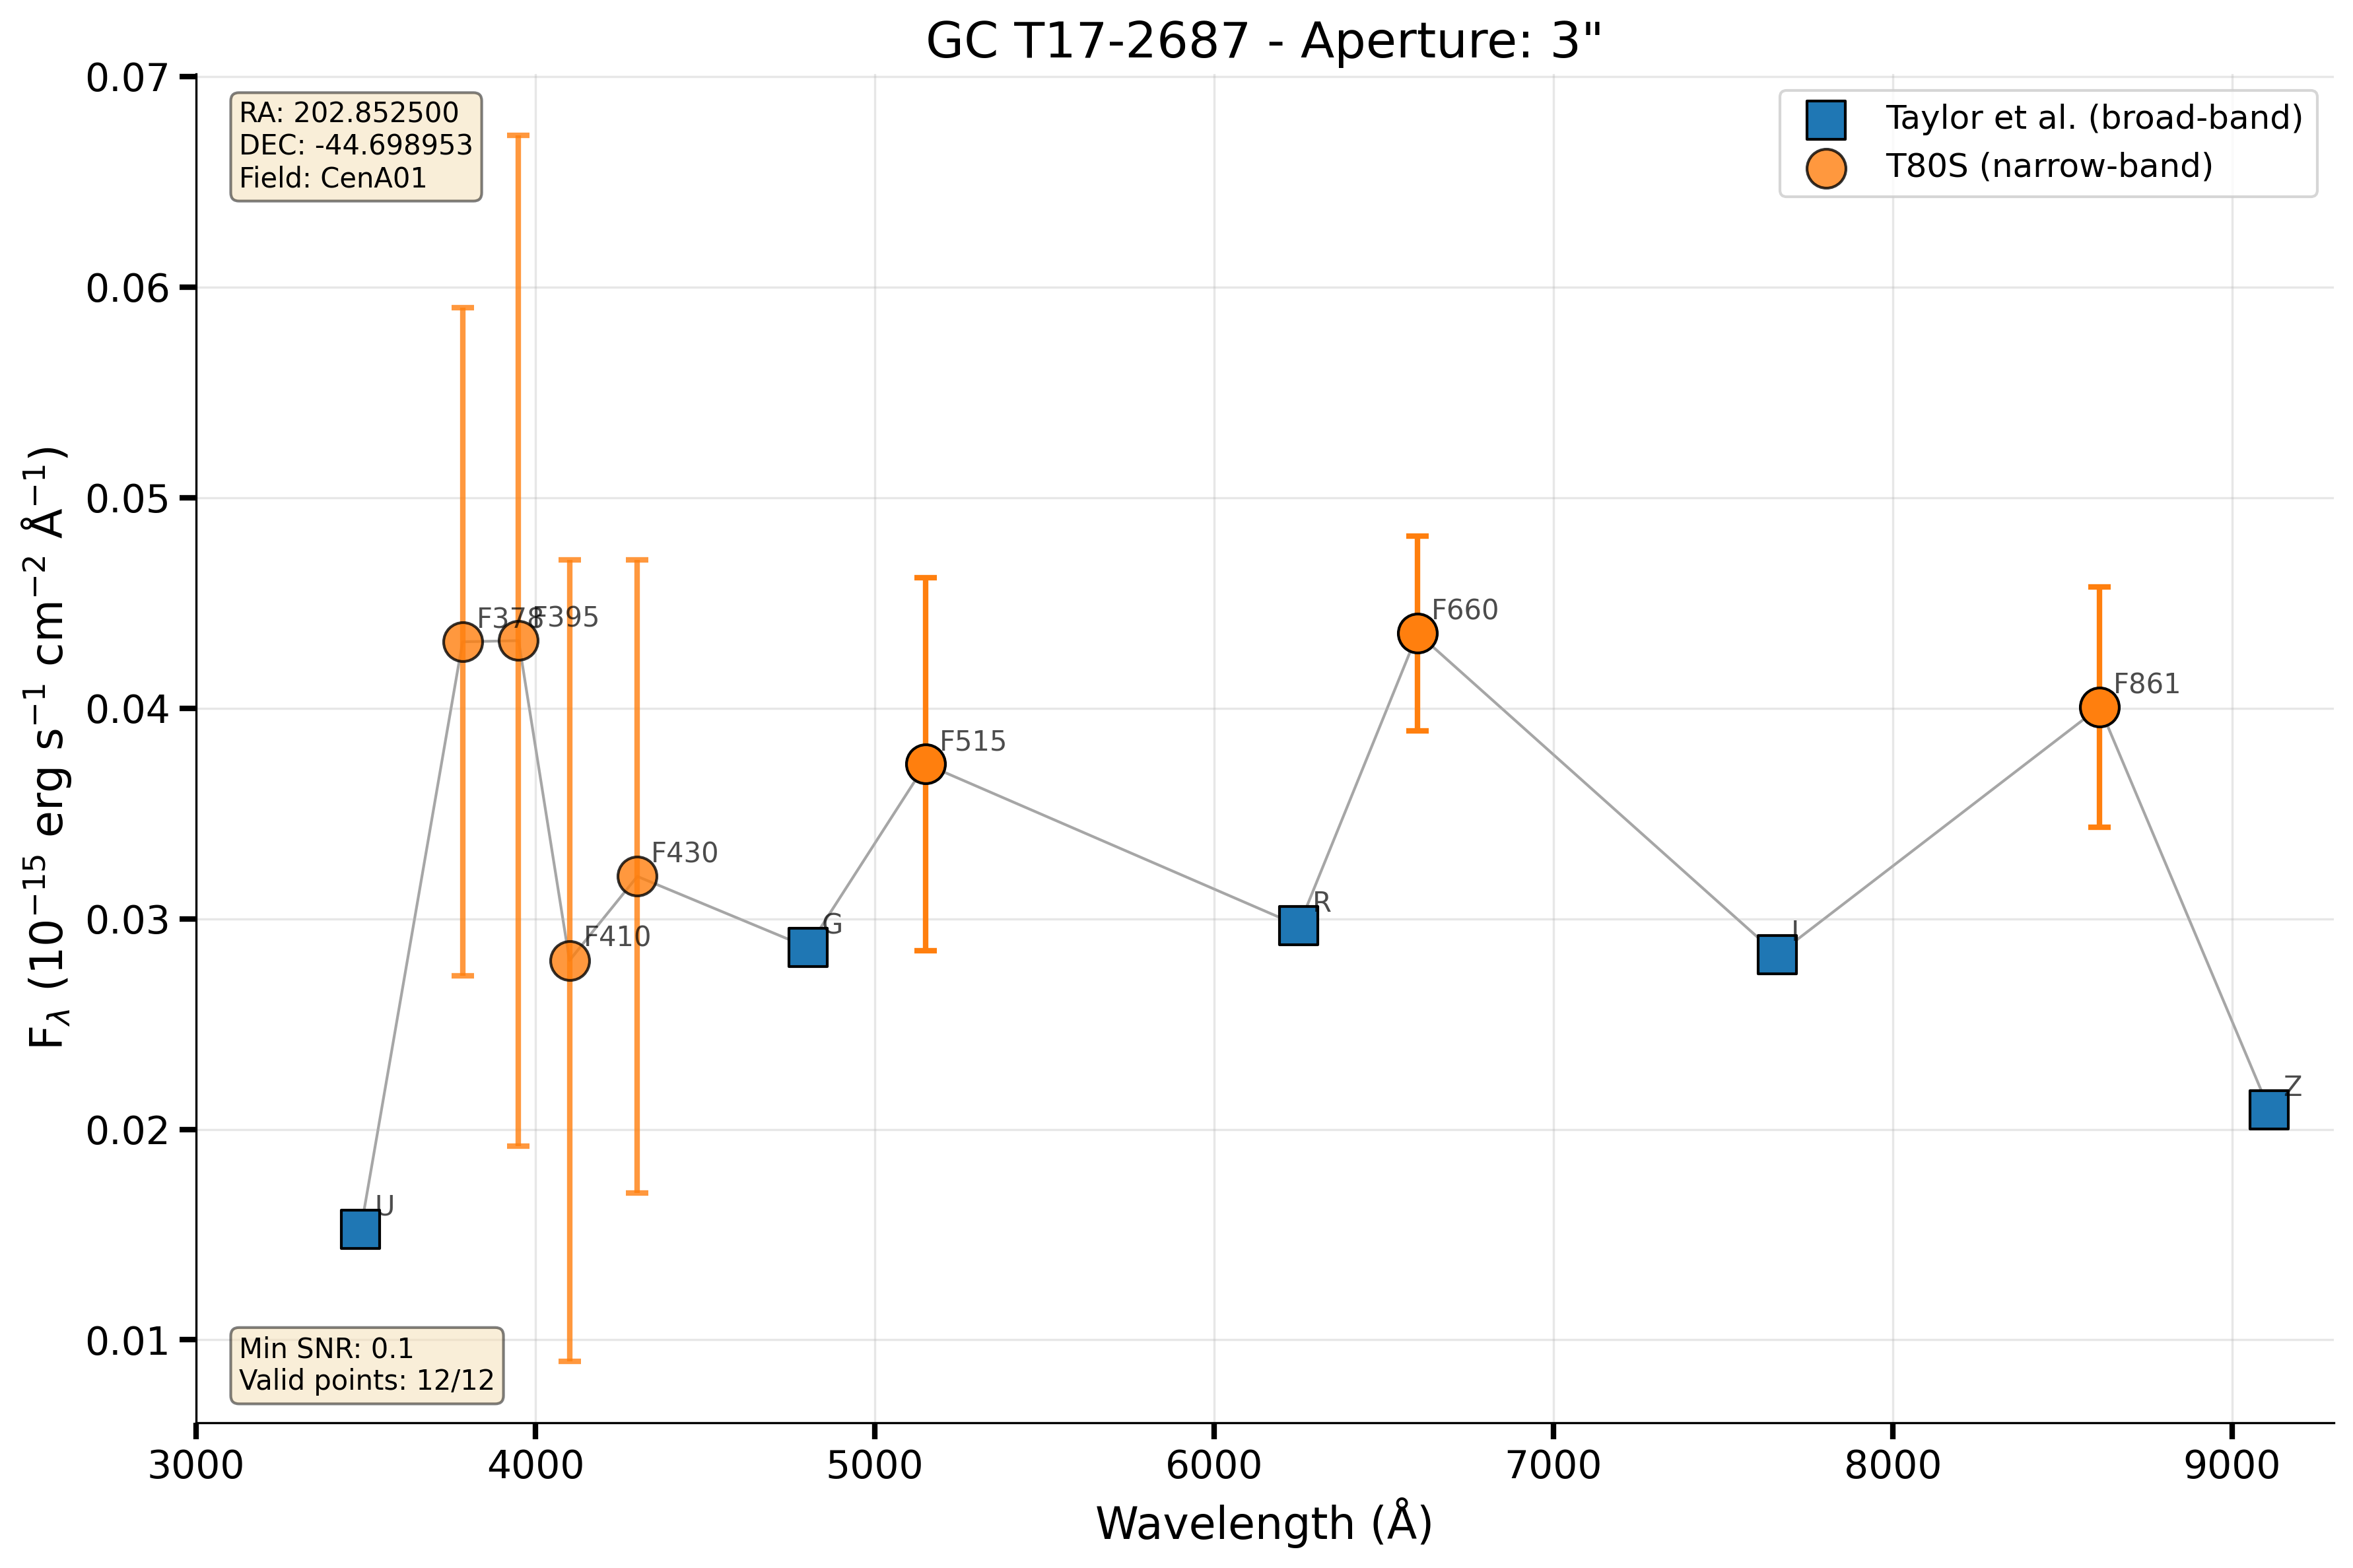 GC T17-2687 - Aperture: 3"
RA: 202.852500
DEC: -44.698953
Field: CenA01
Taylor et al. (broad-band)
T80S (narrow-band)
0.07
0.06
0.05
0.04
0.03
0.02
0.01
F$_{\lambda}$ (10$^{-15}$ erg s$^{-1}$ cm$^{-2}$ Å$^{-1}$)
U
F378
F395
F410
F430
G
F515
R
F660
I
F861
Z
Min SNR: 0.1
Valid points: 12/12
3000 4000 5000 6000 7000 8000 9000
Wavelength (Å)